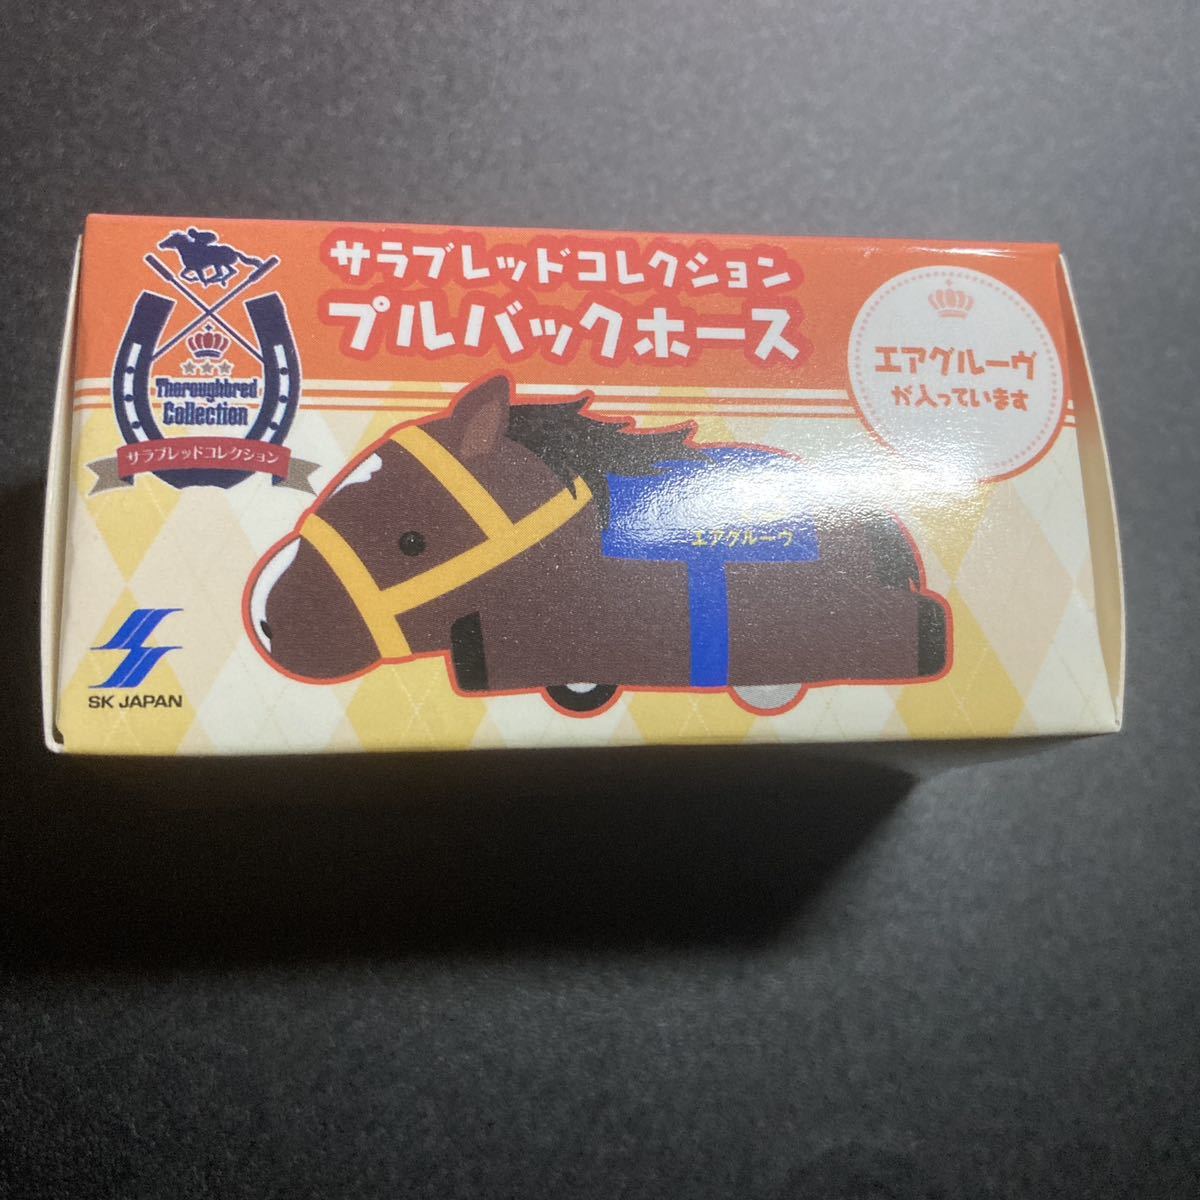 サラブレッドコレクション
プルバックホース
エアグルーヴ
が入っています
Thoroughbred
Collection
サラブレッドコレクション
エアグルーヴ
SK JAPAN